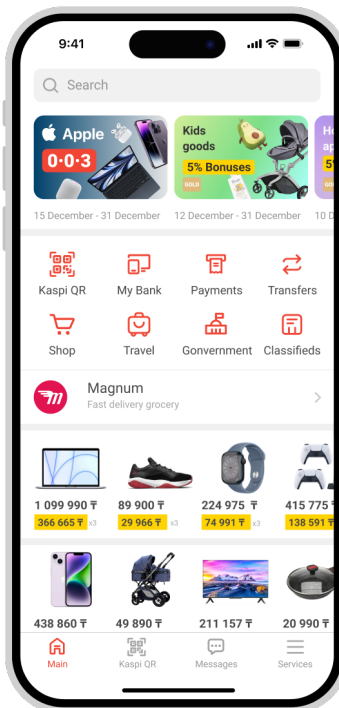 9:41
Search
Apple
0·0·3
Kids
goods
5% Bonuses
GOLD
GOLD
15 December - 31 December
12 December - 31 December
10 D
Kaspi QR
My Bank
Payments
Transfers
Shop
Travel
Gonvernment
Classifieds
m
Magnum
Fast delivery grocery
1 099 990 ₸
89 900 ₸
224 975 ₸
415 775 ₸
366 665 ₸ x3
29 966 ₸ x3
74 991 ₸ x3
138 591 ₸
438 860 ₸
49 890 ₸
211 157 ₸
20 990 ₸
Main
Kaspi QR
Messages
Services